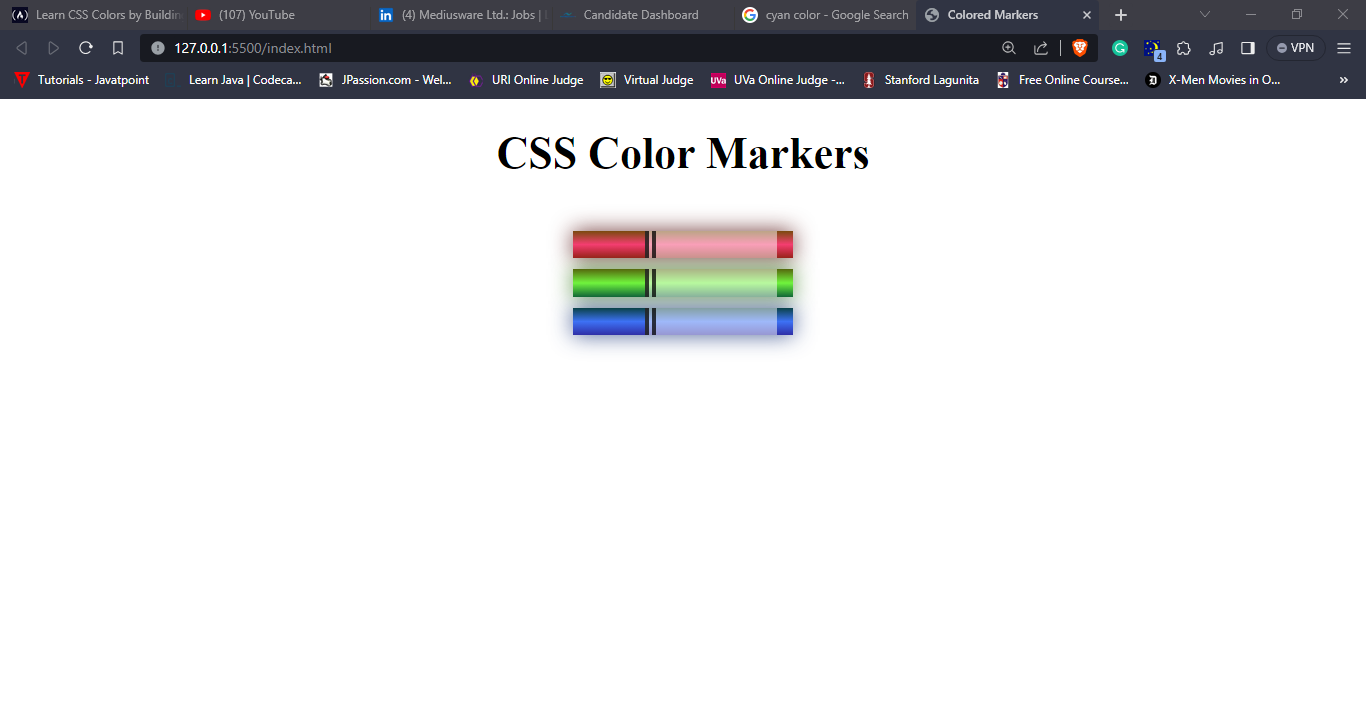 Learn CSS Colors by Buildin
(107) YouTube
(4) Mediusware Ltd.: Jobs |
Candidate Dashboard
cyan color - Google Search
Colored Markers
127.0.0.1:5500/index.html
4
VPN
Tutorials - Javatpoint
Learn Java | Codeca...
JPassion.com - Wel...
URI Online Judge
Virtual Judge
UVa
UVa Online Judge -...
Stanford Lagunita
Free Online Course...
X-Men Movies in O...
CSS Color Markers